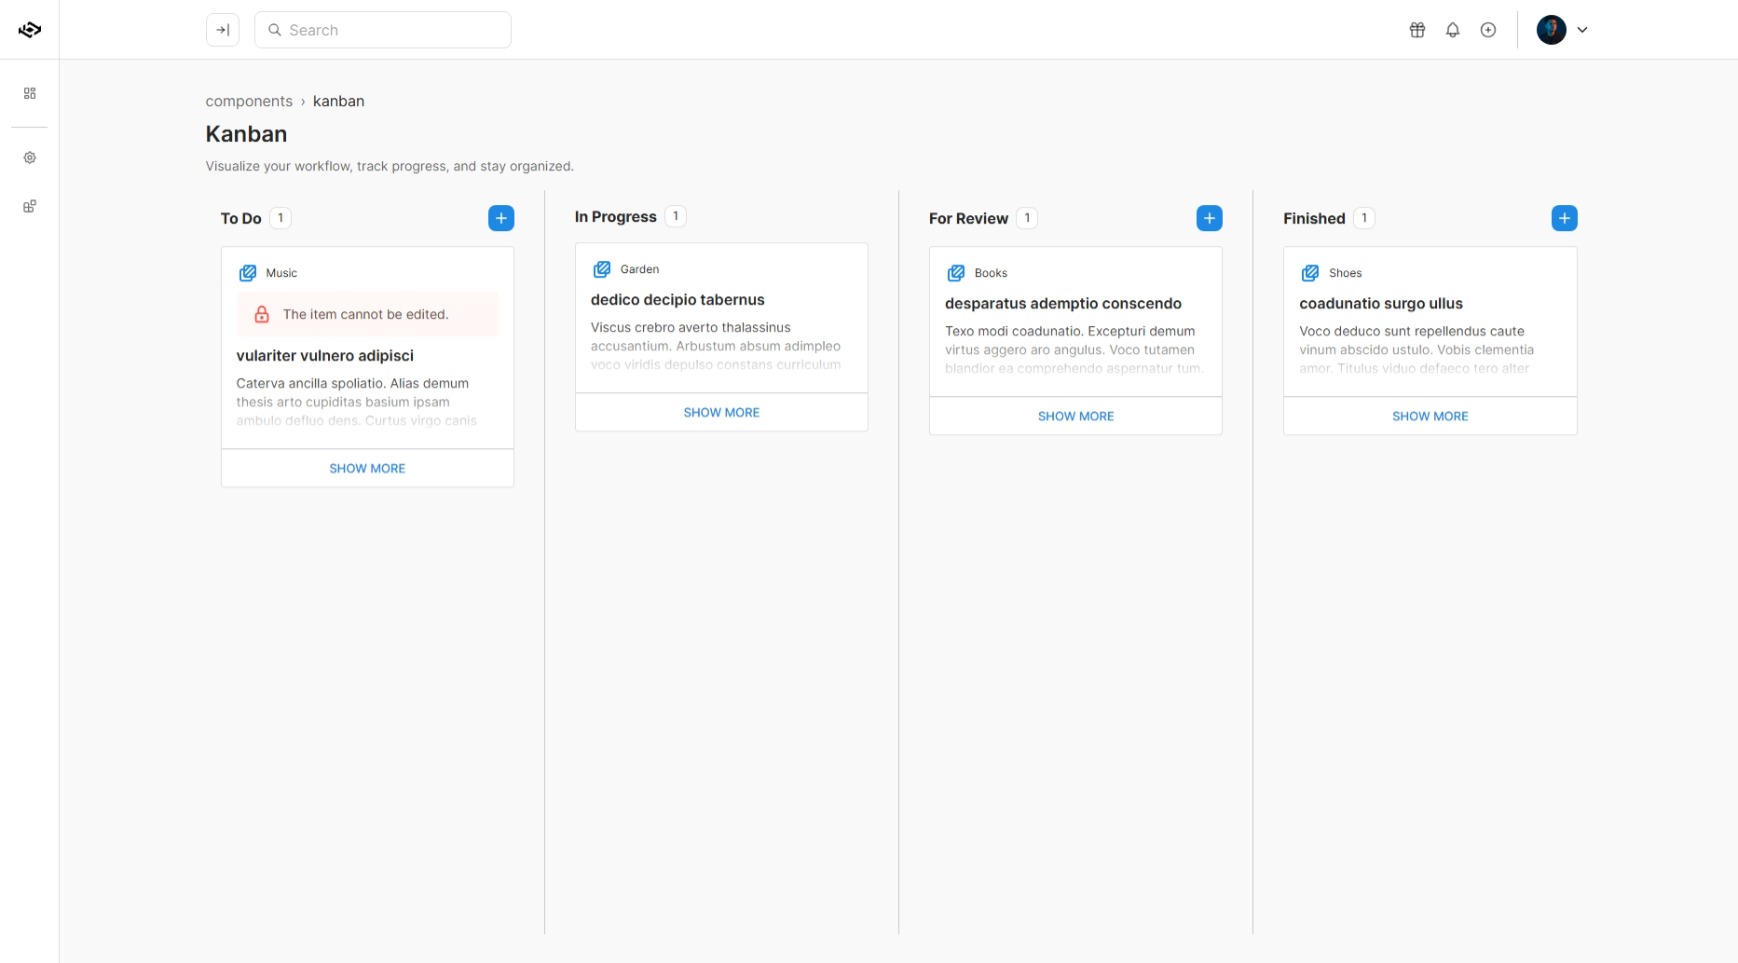 Search
components › kanban
Kanban
Visualize your workflow, track progress, and stay organized.
To Do 1
Music
The item cannot be edited.
vulariter vulnero adipisci
Caterva ancilla spoliatio. Alias demum
thesis arto cupiditas basium ipsam
ambulo defluo dens. Curtus virgo canis
SHOW MORE
In Progress 1
Garden
dedico decipio tabernus
Viscus crebro averto thalassinus
accusantium. Arbustum absum adimpleo
voco viridis depulso constans curriculum
SHOW MORE
For Review 1
Books
desparatus ademptio conscendo
Texo modi coadunatio. Excepturi demum
virtus aggero aro angulus. Voco tutamen
blandior ea comprehendo aspernatur tum.
SHOW MORE
Finished 1
Shoes
coadunatio surgo ullus
Voco deduco sunt repellendus caute
vinum abscido ustulo. Vobis clementia
amor. Titulus viduo defaeco tero alter
SHOW MORE